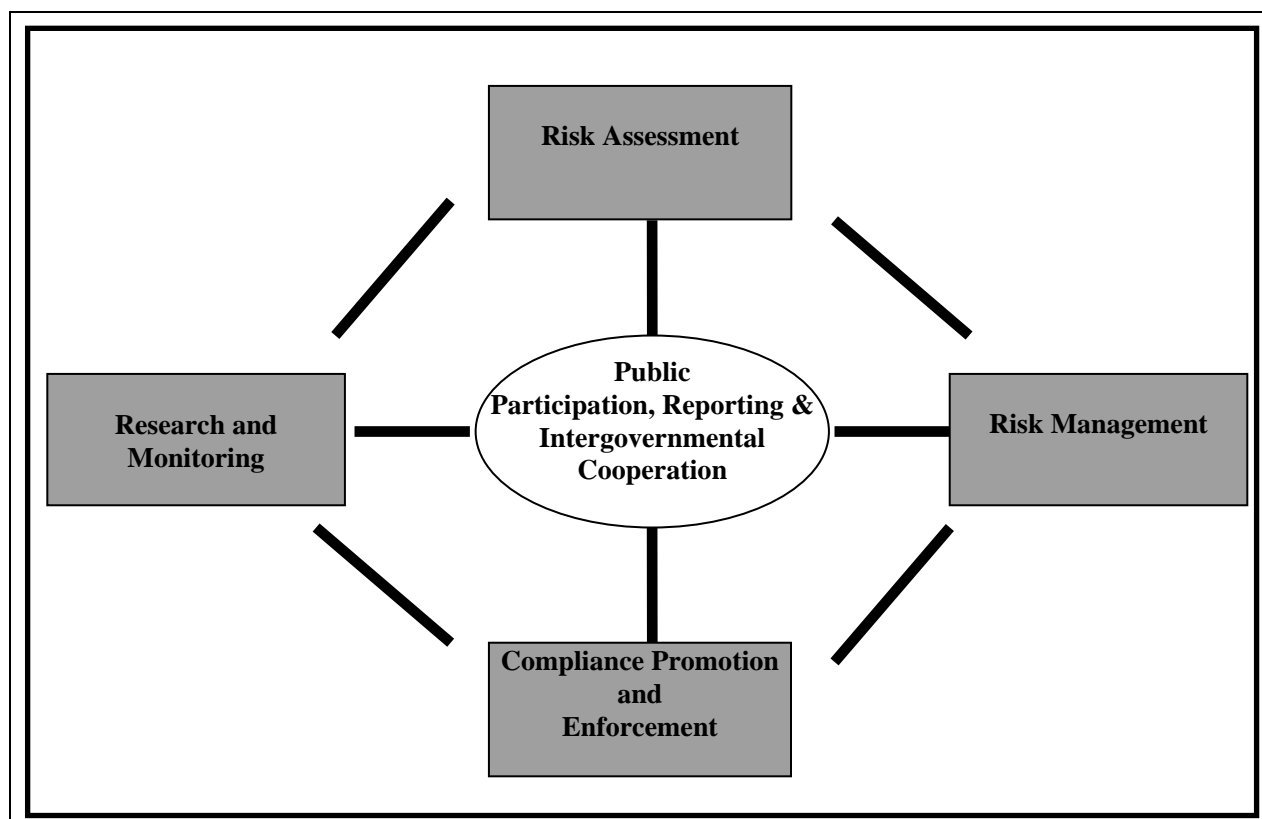 Risk Assessment
Public
Participation, Reporting &
Intergovernmental
Cooperation
Research and
Monitoring
Risk Management
Compliance Promotion
and
Enforcement